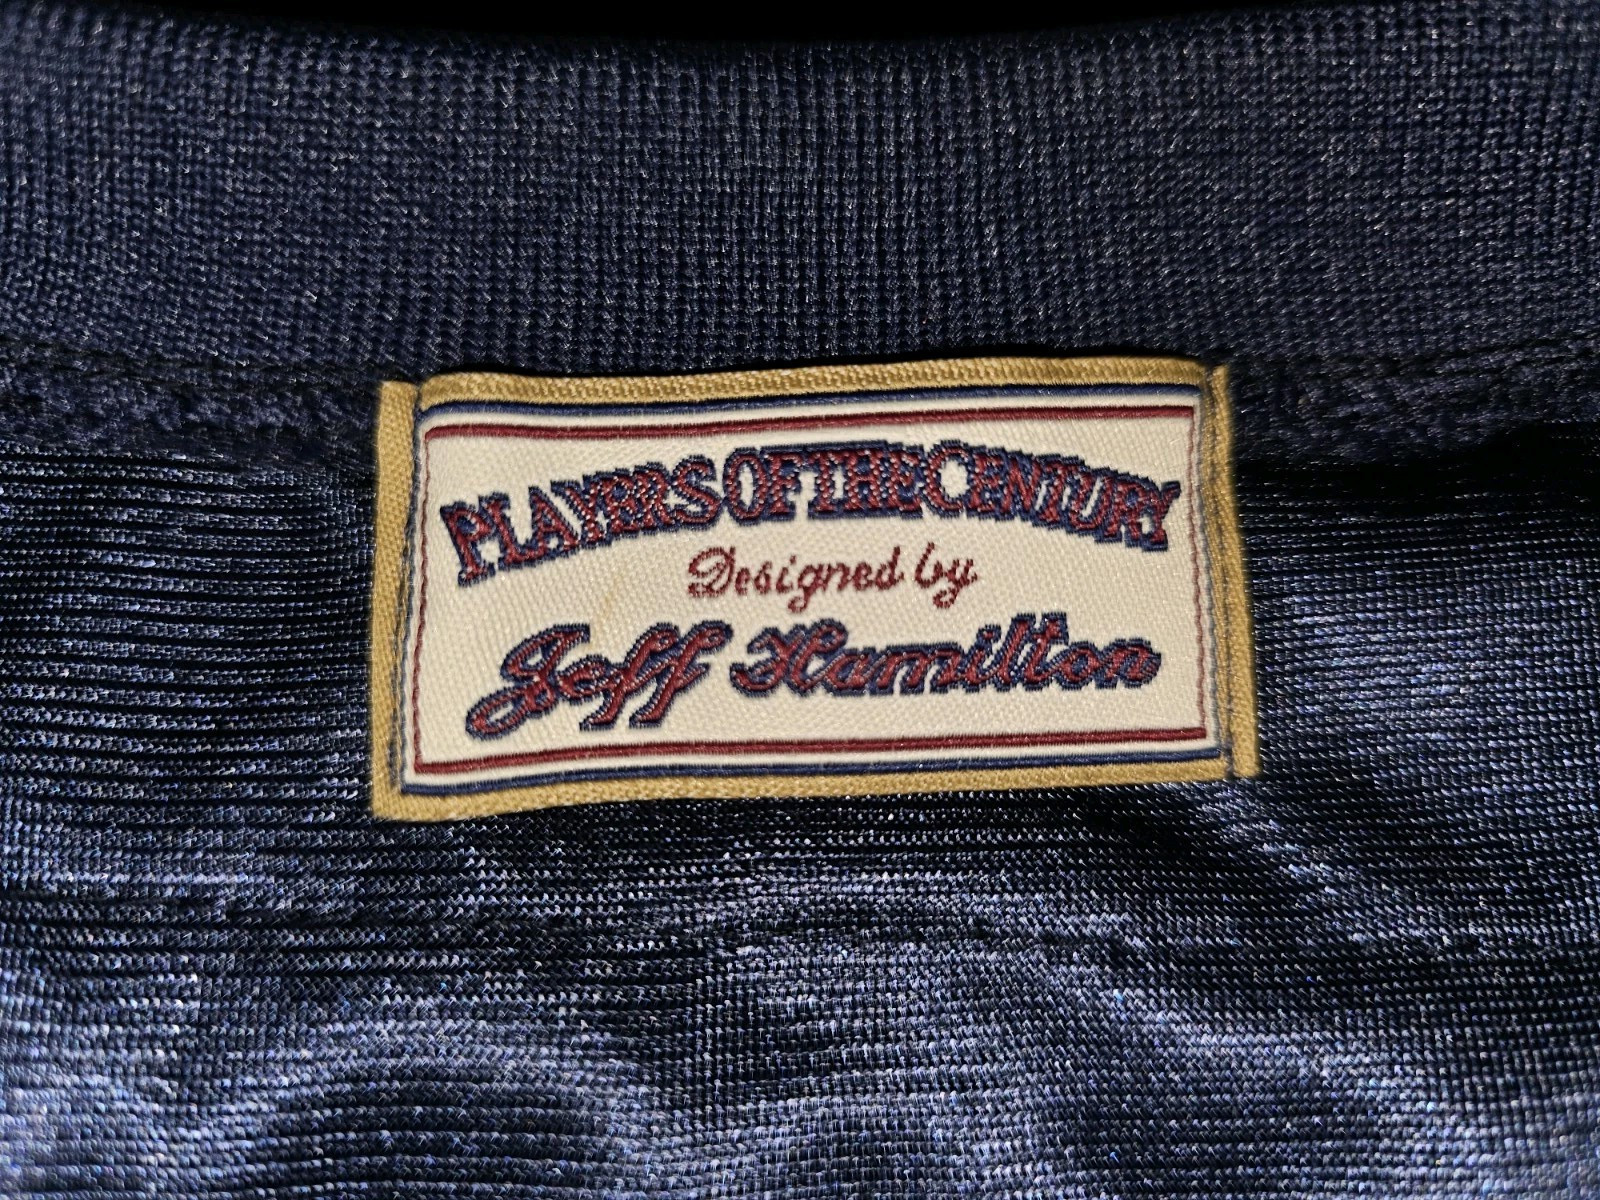 PLAYERS OF THE CENTURY
Designed by
Jeff Hamilton